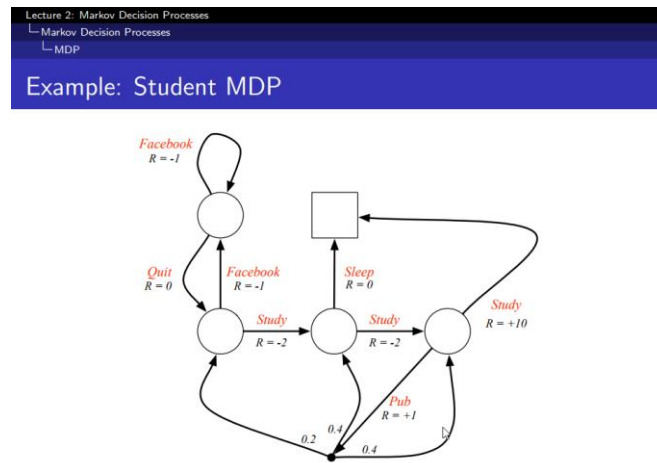 Lecture 2: Markov Decision Processes
Markov Decision Processes
MDP
Example: Student MDP
Facebook
R = -1
Quit
R = 0
Facebook
R = -1
Sleep
R = 0
Study
R = -2
Study
R = -2
Study
R = +10
Pub
R = +1
0.2
0.4
0.4